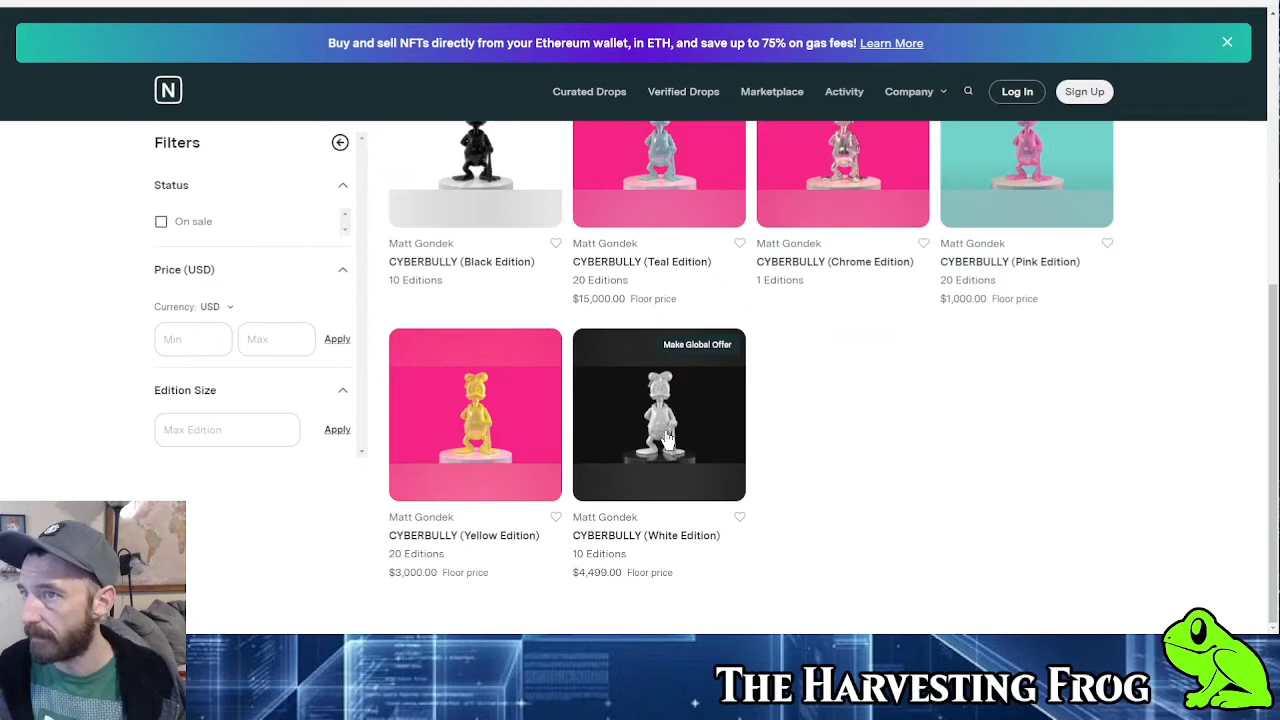 Buy and sell NFTs directly from your Ethereum wallet, in ETH, and save up to 75% on gas fees! Learn More
N
Curated Drops Verified Drops Marketplace Activity Company Log In Sign Up
Filters
Status
On sale
Price (USD)
Currency: USD
Min Max Apply
Edition Size
Max Edition Apply
Matt Gondek Matt Gondek Matt Gondek Matt Gondek
CYBERBULLY (Black Edition) CYBERBULLY (Teal Edition) CYBERBULLY (Chrome Edition) CYBERBULLY (Pink Edition)
10 Editions 20 Editions 1 Editions 20 Editions
$15,000.00 Floor price $1,000.00 Floor price
Make Global Offer
Matt Gondek Matt Gondek
CYBERBULLY (Yellow Edition) CYBERBULLY (White Edition)
20 Editions 10 Editions
$3,000.00 Floor price $4,499.00 Floor price
The Harvesting Frog